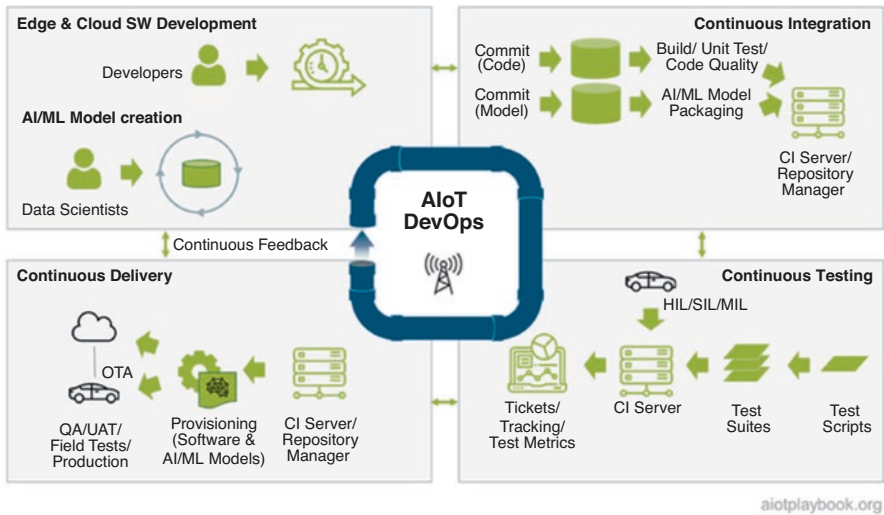 Edge & Cloud SW Development
Developers
AI/ML Model creation
Data Scientists
Continuous Integration
Commit
(Code)
Build/ Unit Test/
Code Quality
Commit
(Model)
AI/ML Model
Packaging
CI Server/
Repository
Manager
AIoT
DevOps
Continuous Feedback
Continuous Delivery
OTA
QA/UAT/
Field Tests/
Production
Provisioning
(Software &
AI/ML Models)
CI Server/
Repository
Manager
Continuous Testing
HIL/SIL/MIL
Tickets/
Tracking/
Test Metrics
CI Server
Test
Suites
Test
Scripts
aiotplaybook.org